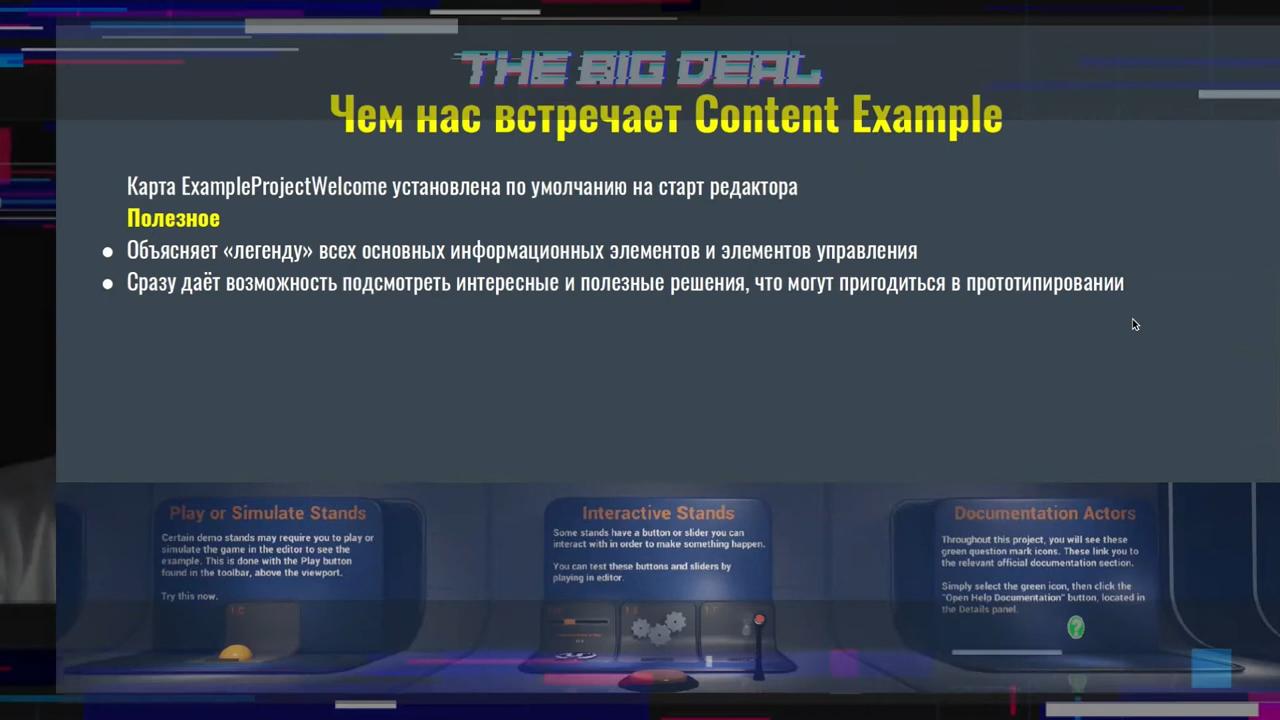 THE BIG DEAL
Чем нас встречает Content Example
Карта ExampleProjectWelcome установлена по умолчанию на старт редактора
Полезное
● Объясняет «легенду» всех основных информационных элементов и элементов управления
● Сразу даёт возможность подсмотреть интересные и полезные решения, что могут пригодиться в прототипировании
Play or Simulate Stands
Certain demo stands may require you to play or
simulate the game in the editor to see the
example. This is done with the Play button
found in the toolbar, above the viewport.
Try this now.
1.C
Interactive Stands
Some stands have a button or slider you can
interact with in order to make something happen.
You can test these buttons and sliders by
playing in editor.
Documentation Actors
Throughout this project, you will see these
green question mark icons. These link you to
the relevant official documentation section.
Simply select the green icon, then click the
"Open Help Documentation" button, located in
the Details panel.